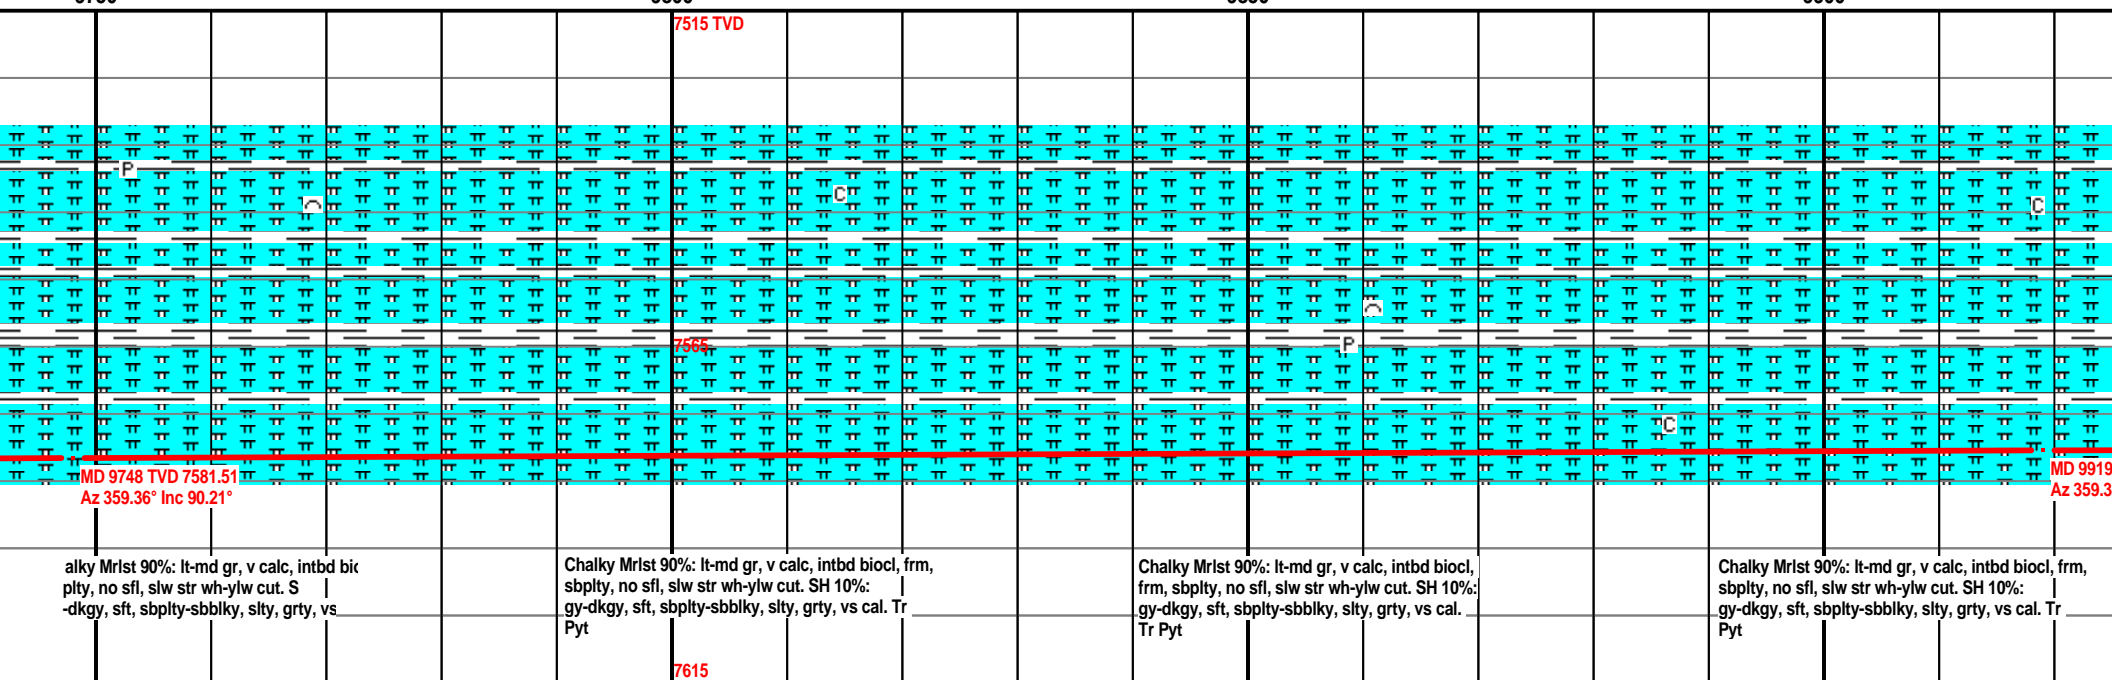 7515 TVD
P
C
C
7565
P
C
MD 9748 TVD 7581.51
Az 359.36° Inc 90.21°
MD 9919
Az 359.3
alky Mrlst 90%: lt-md gr, v calc, intbd bio
plty, no sfl, slw str wh-ylw cut. S
-dkgy, sft, sbplty-sbblky, slty, grty, vs
Chalky Mrlst 90%: lt-md gr, v calc, intbd biocl, frm,
sbplty, no sfl, slw str wh-ylw cut. SH 10%:
gy-dkgy, sft, sbplty-sbblky, slty, grty, vs cal. Tr
Pyt
Chalky Mrlst 90%: lt-md gr, v calc, intbd biocl,
frm, sbplty, no sfl, slw str wh-ylw cut. SH 10%:
gy-dkgy, sft, sbplty-sbblky, slty, grty, vs cal.
Tr Pyt
Chalky Mrlst 90%: lt-md gr, v calc, intbd biocl, frm,
sbplty, no sfl, slw str wh-ylw cut. SH 10%:
gy-dkgy, sft, sbplty-sbblky, slty, grty, vs cal. Tr
Pyt
7615